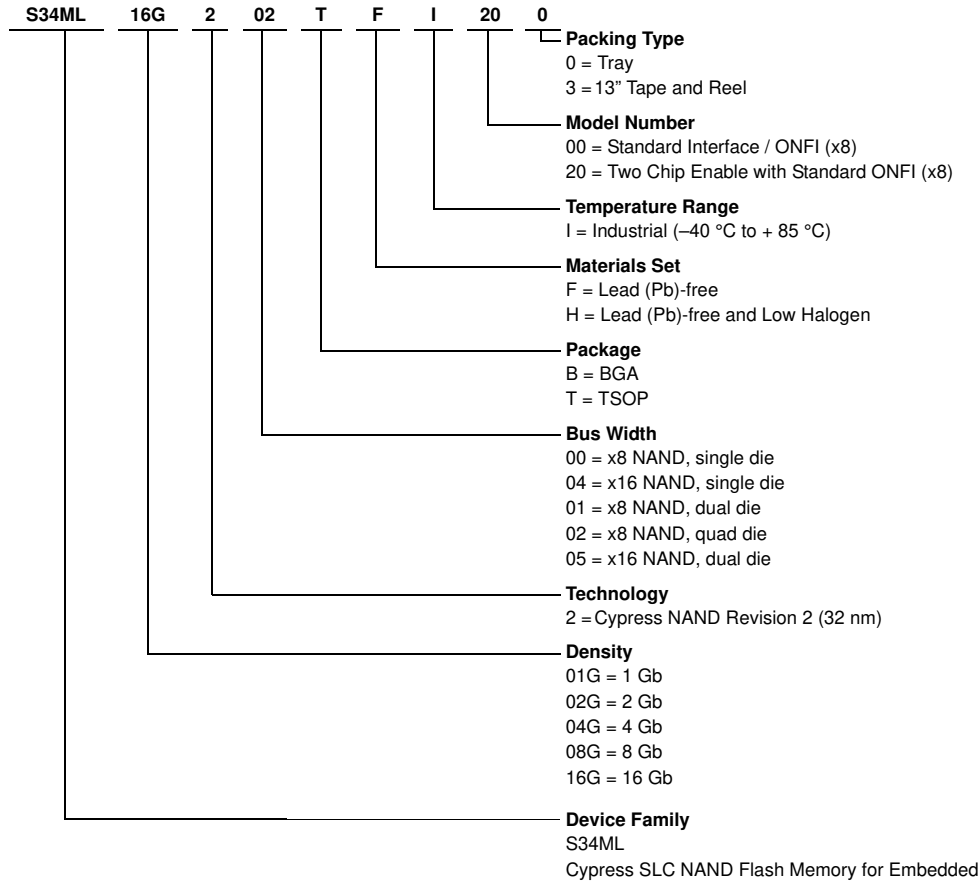 S34ML 16G 2 02 T F I 20 0
Packing Type
0 = Tray
3 = 13” Tape and Reel
Model Number
00 = Standard Interface / ONFI (x8)
20 = Two Chip Enable with Standard ONFI (x8)
Temperature Range
I = Industrial (–40 °C to + 85 °C)
Materials Set
F = Lead (Pb)-free
H = Lead (Pb)-free and Low Halogen
Package
B = BGA
T = TSOP
Bus Width
00 = x8 NAND, single die
04 = x16 NAND, single die
01 = x8 NAND, dual die
02 = x8 NAND, quad die
05 = x16 NAND, dual die
Technology
2 = Cypress NAND Revision 2 (32 nm)
Density
01G = 1 Gb
02G = 2 Gb
04G = 4 Gb
08G = 8 Gb
16G = 16 Gb
Device Family
S34ML
Cypress SLC NAND Flash Memory for Embedded